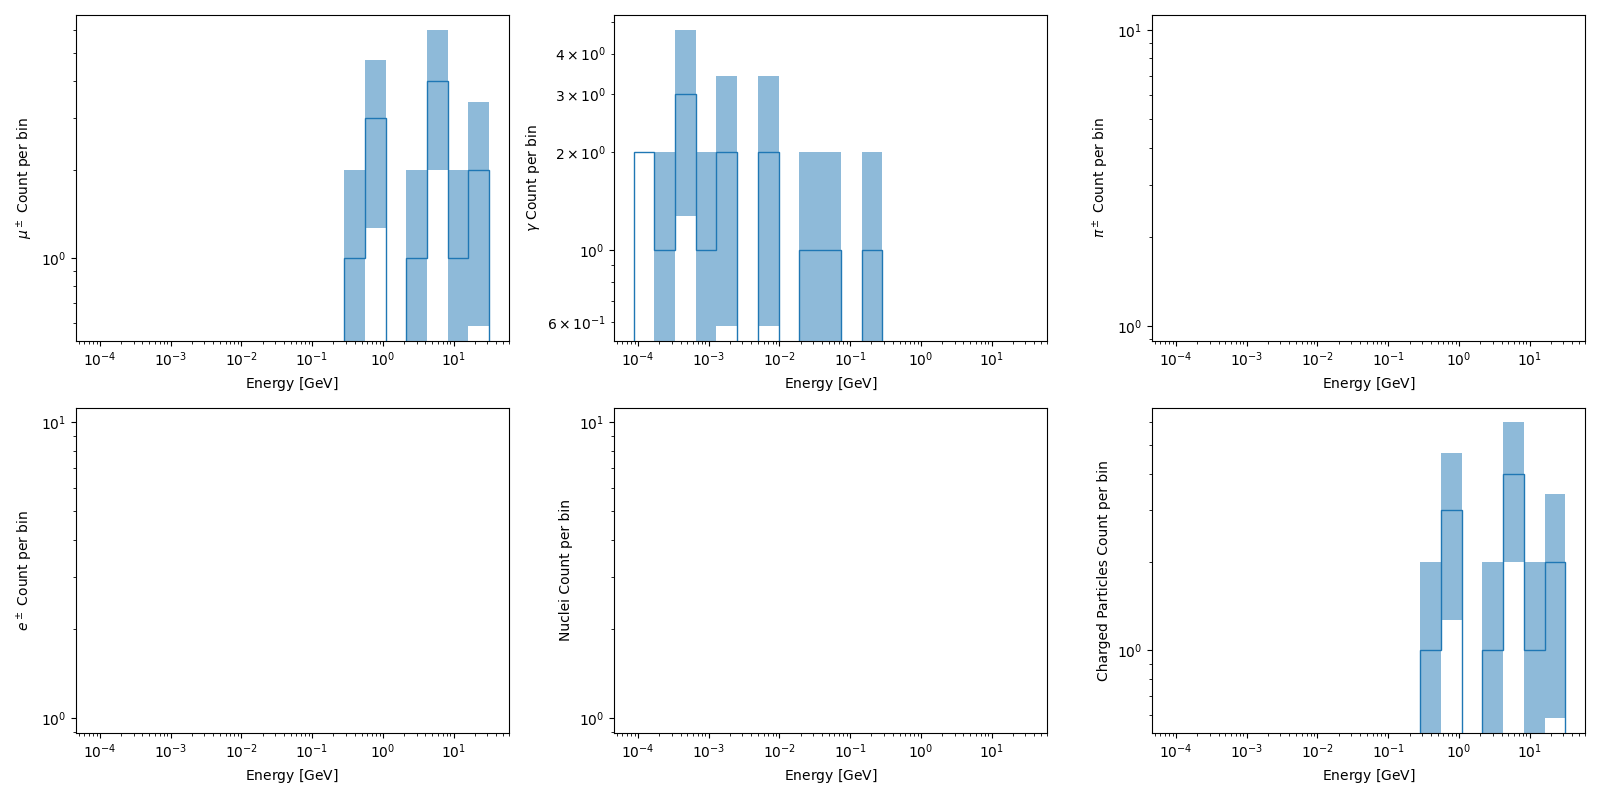 μ± Count per bin
10⁰
10⁻⁴ 10⁻³ 10⁻² 10⁻¹ 10⁰ 10¹
Energy [GeV]
γ Count per bin
4 × 10⁰
3 × 10⁰
2 × 10⁰
10⁰
6 × 10⁻¹
10⁻⁴ 10⁻³ 10⁻² 10⁻¹ 10⁰ 10¹
Energy [GeV]
π± Count per bin
10¹
10⁰
10⁻⁴ 10⁻³ 10⁻² 10⁻¹ 10⁰ 10¹
Energy [GeV]
e± Count per bin
10¹
10⁰
10⁻⁴ 10⁻³ 10⁻² 10⁻¹ 10⁰ 10¹
Energy [GeV]
Nuclei Count per bin
10¹
10⁰
10⁻⁴ 10⁻³ 10⁻² 10⁻¹ 10⁰ 10¹
Energy [GeV]
Charged Particles Count per bin
10⁰
10⁻⁴ 10⁻³ 10⁻² 10⁻¹ 10⁰ 10¹
Energy [GeV]